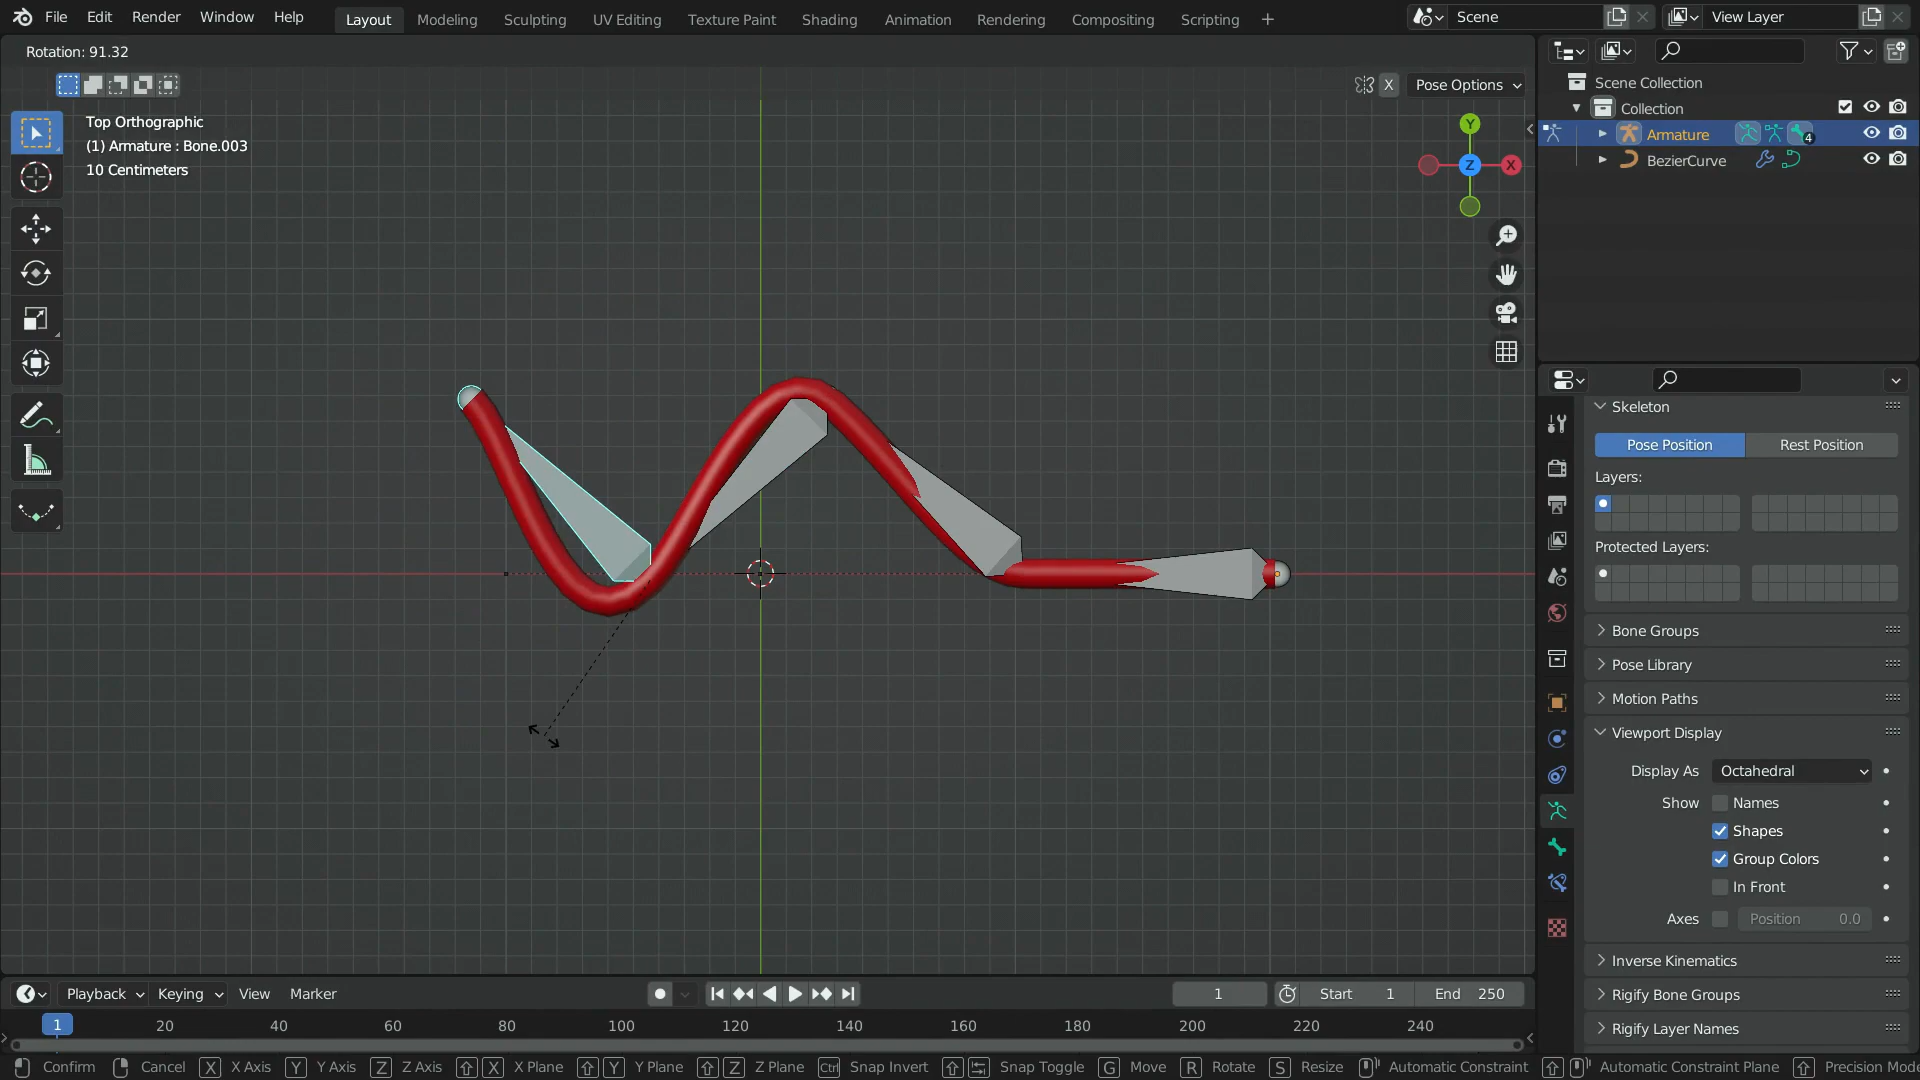 File Edit Render Window Help Layout Modeling Sculpting UV Editing Texture Paint Shading Animation Rendering Compositing Scripting + Scene View Layer
Rotation: 91.32
X Pose Options
Top Orthographic
(1) Armature : Bone.003
10 Centimeters
Y
Z X
Scene Collection
Collection
Armature 4
BezierCurve
Skeleton
Pose Position Rest Position
Layers:
Protected Layers:
Bone Groups
Pose Library
Motion Paths
Viewport Display
Display As Octahedral
Show Names
Shapes
Group Colors
In Front
Axes Position 0.0
Inverse Kinematics
Rigify Bone Groups
Rigify Layer Names
Playback Keying View Marker 1 Start 1 End 250
1 20 40 60 80 100 120 140 160 180 200 220 240
Confirm Cancel X X Axis Y Y Axis Z Z Axis X X Plane Y Y Plane Z Z Plane Ctrl Snap Invert Snap Toggle G Move R Rotate S Resize Automatic Constraint Automatic Constraint Plane Precision Mode